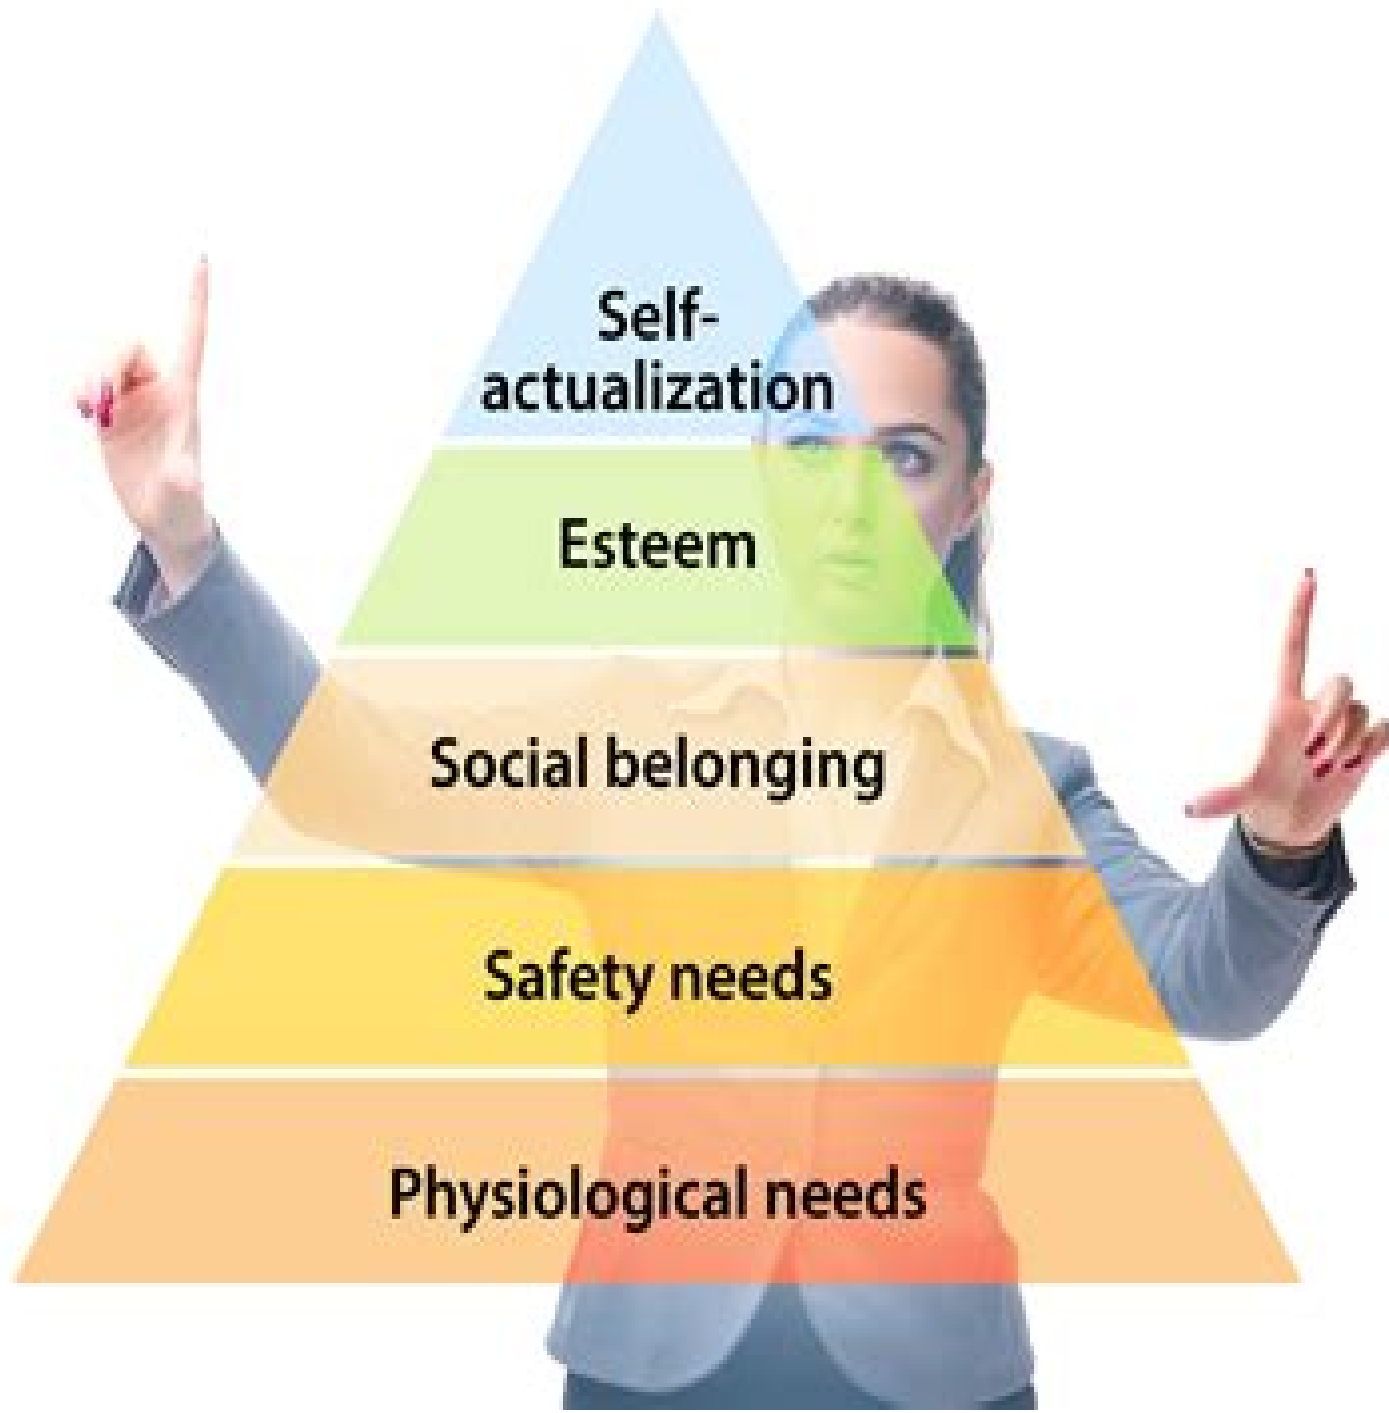 Self-
actualization
Esteem
Social belonging
Safety needs
Physiological needs